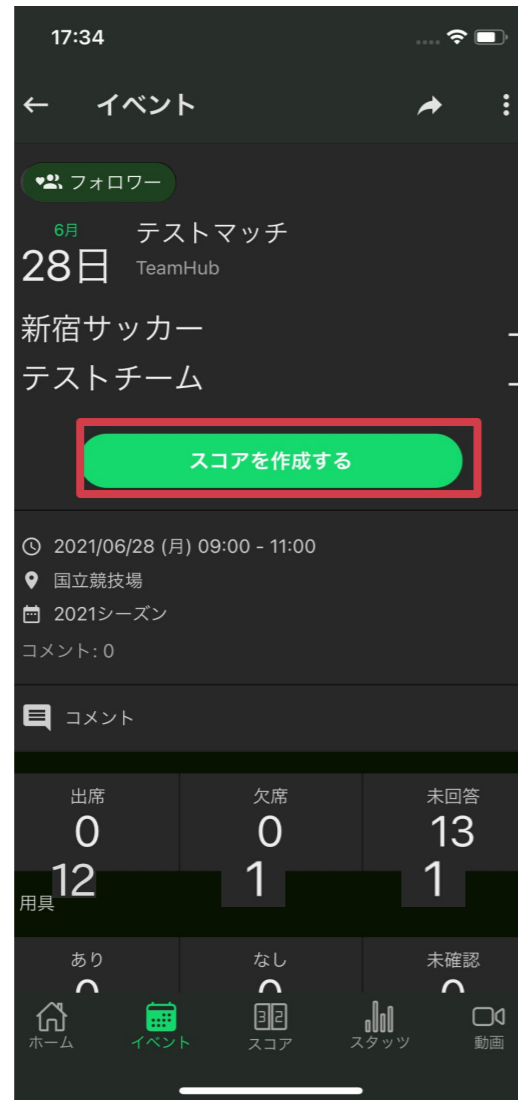 17:34
イベント
フォロワー
6月
28日
テストマッチ
TeamHub
新宿サッカー -
テストチーム -
スコアを作成する
2021/06/28 (月) 09:00 - 11:00
国立競技場
2021シーズン
コメント: 0
コメント
出席 欠席 未回答
0 0 13
12 1 1
用具
あり なし 未確認
0 0 0
ホーム イベント スコア スタッツ 動画